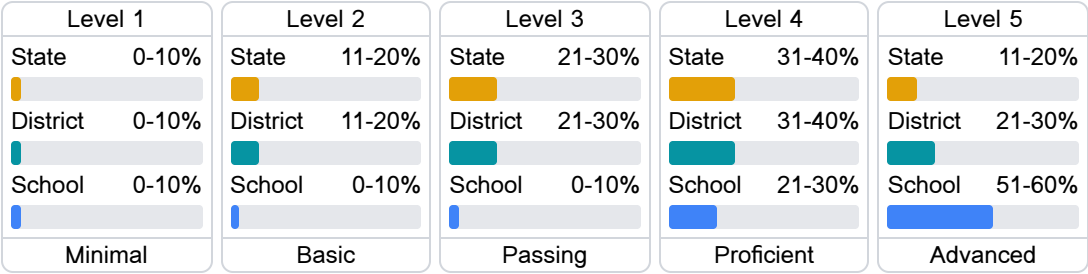 Level 1
State 0-10%
District 0-10%
School 0-10%
Minimal
Level 2
State 11-20%
District 11-20%
School 0-10%
Basic
Level 3
State 21-30%
District 21-30%
School 0-10%
Passing
Level 4
State 31-40%
District 31-40%
School 21-30%
Proficient
Level 5
State 11-20%
District 21-30%
School 51-60%
Advanced